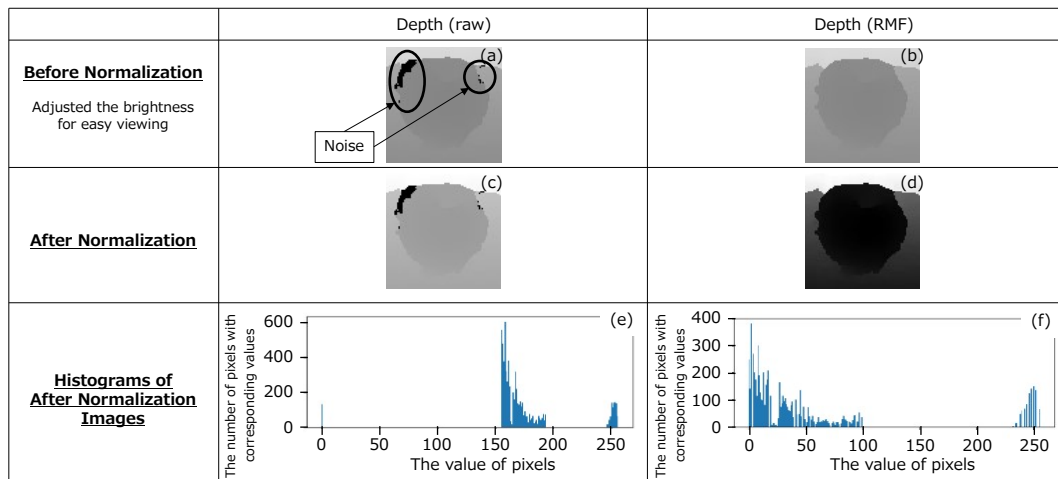 Depth (raw)
Depth (RMF)
Before Normalization
Adjusted the brightness
for easy viewing
(a)
Noise
(b)
After Normalization
(c)
(d)
Histograms of
After Normalization
Images
The number of pixels with
corresponding values
600
400
200
0
0
50
100
150
200
250
The value of pixels
(e)
The number of pixels with
corresponding values
400
300
200
100
0
0
50
100
150
200
250
The value of pixels
(f)